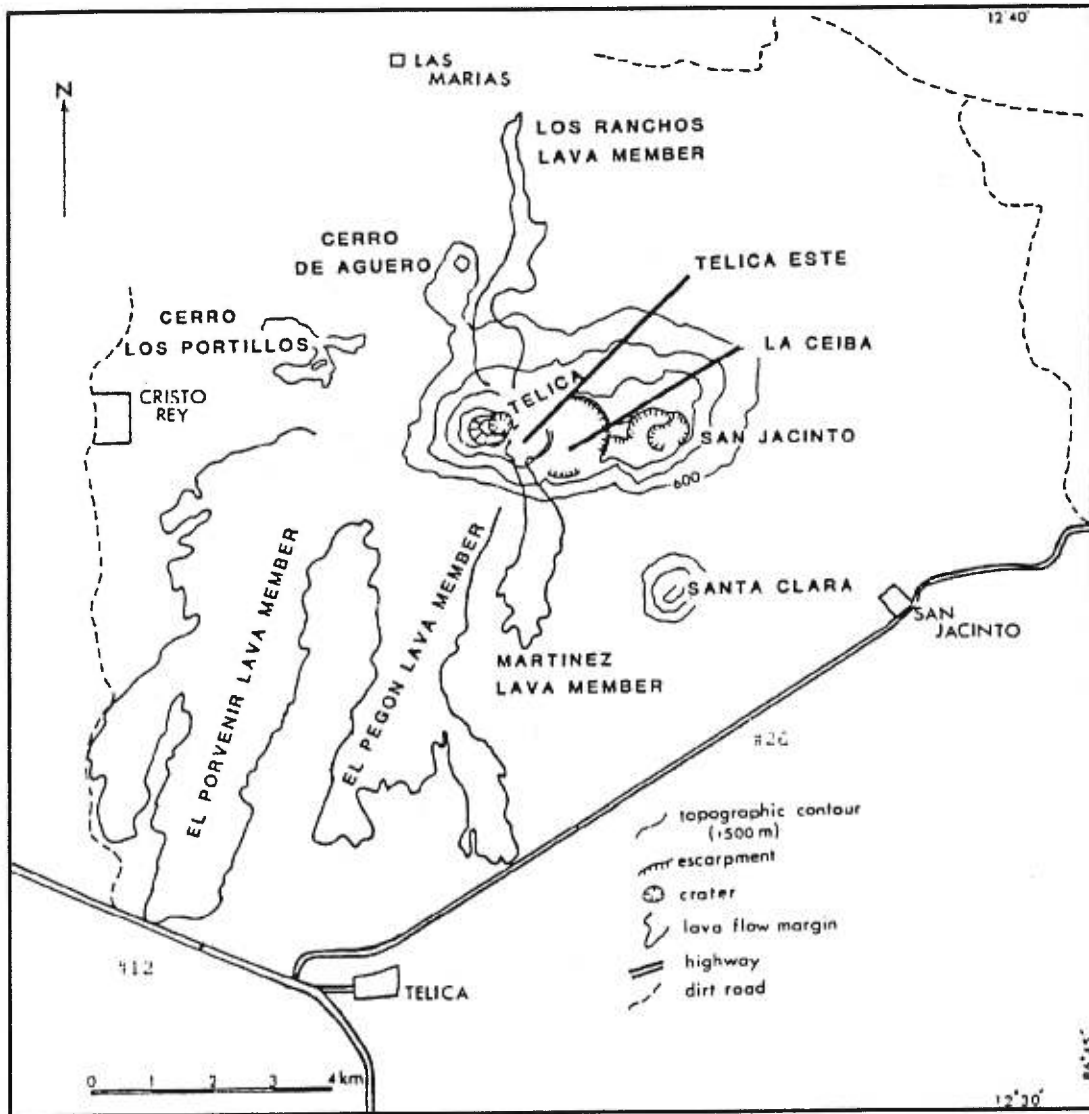 12°40'
LAS
MARIAS
N
LOS RANCHOS
LAVA MEMBER
CERRO
DE AGUERO
TELICA ESTE
CERRO
LOS PORTILLOS
LA CEIBA
TELICA
CRISTO
REY
SAN JACINTO
600
EL PORVENIR LAVA MEMBER
EL PEGON LAVA MEMBER
SANTA CLARA
SAN
JACINTO
MARTINEZ
LAVA MEMBER
#26
topographic contour
(1500 m)
escarpment
crater
lava flow margin
highway
dirt road
#12
TELICA
0 1 2 3 4 km
86°45'
12°30'